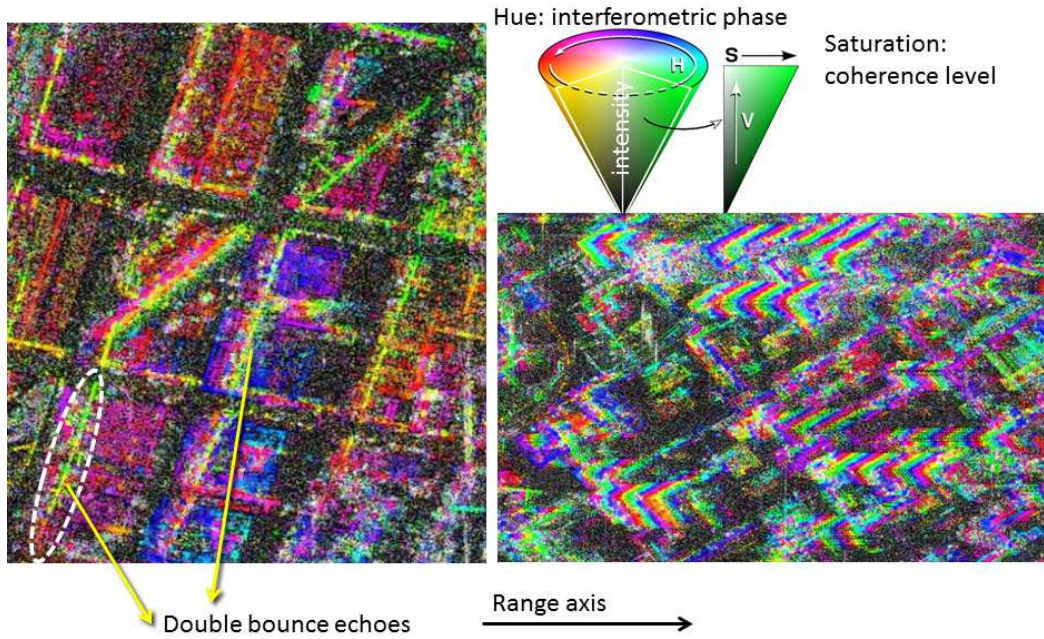 Hue: interferometric phase
S
Saturation:
coherence level
H
V
intensity
Double bounce echoes
Range axis